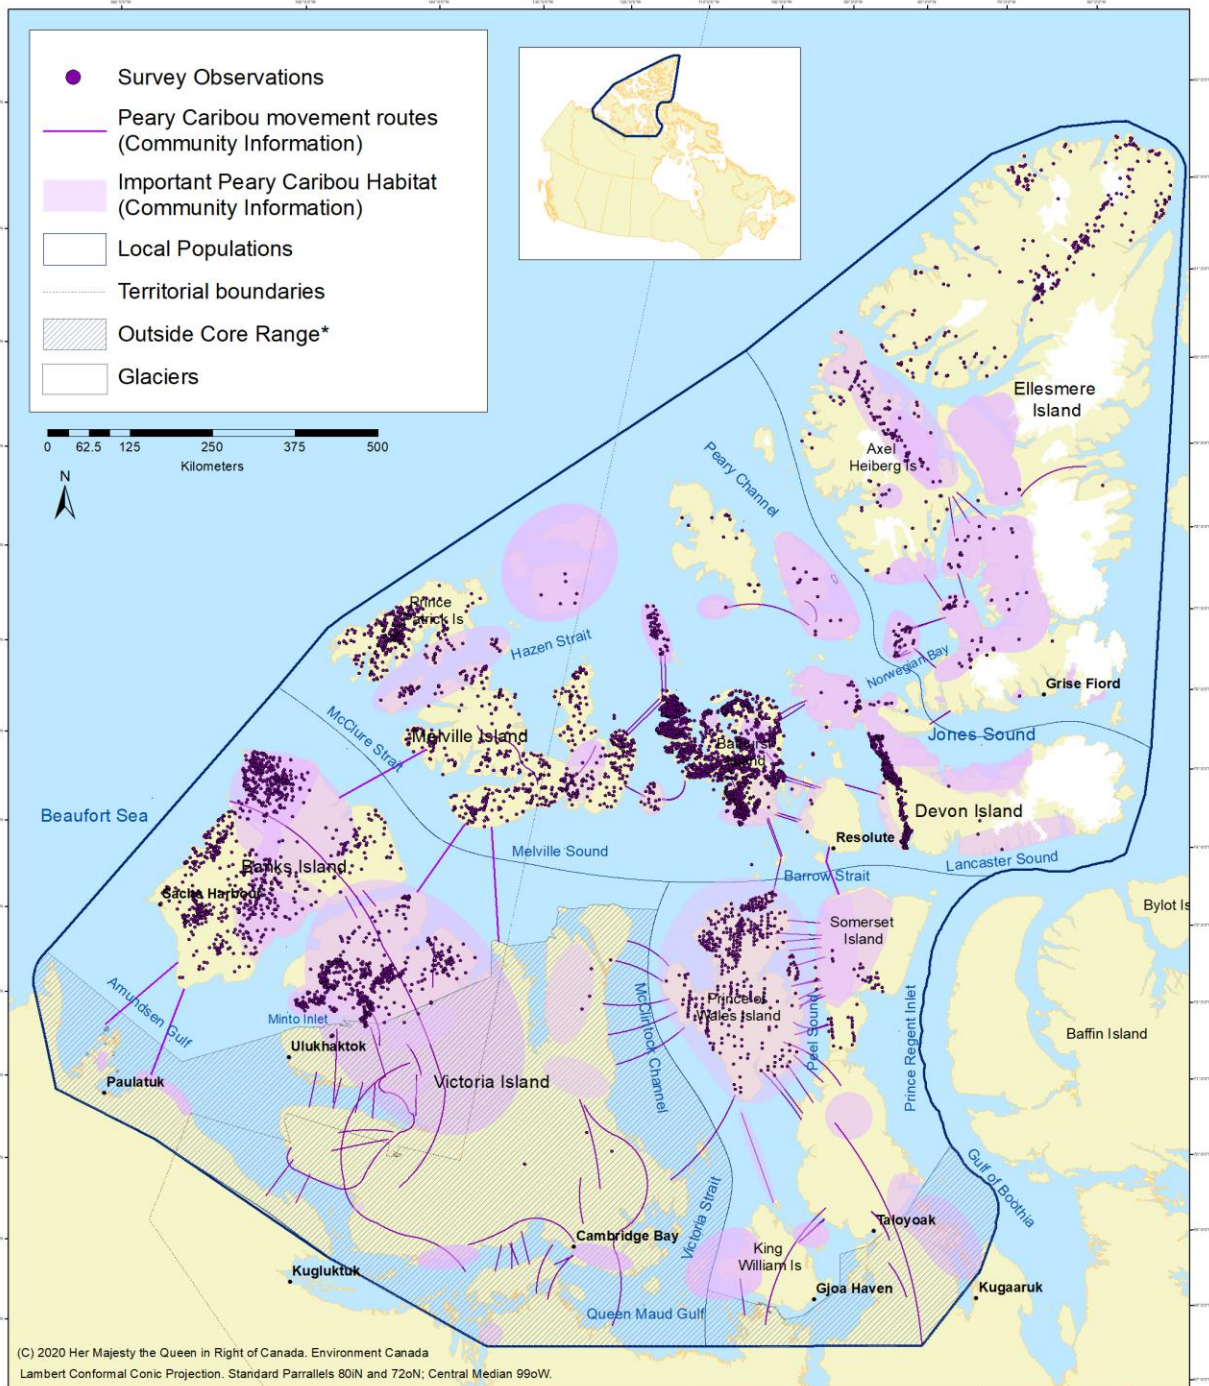 Survey Observations
Peary Caribou movement routes
(Community Information)
Important Peary Caribou Habitat
(Community Information)
Local Populations
Territorial boundaries
Outside Core Range*
Glaciers
0 62.5 125 250 375 500
Kilometers
N
Ellesmere
Island
Axel
Heiberg Is
Peary Channel
Prince
Patrick Is
Hazen Strait
Norwegian Bay
Grise Fiord
McClure Strait
Melville Island
Bathurst
Island
Jones Sound
Beaufort Sea
Devon Island
Resolute
Melville Sound
Lancaster Sound
Banks Island
Barrow Strait
Sachs Harbour
Bylot Is
Somerset
Island
Amundsen Gulf
Minto Inlet
McClintock Channel
Prince of
Wales Island
Peel Sound
Prince Regent Inlet
Baffin Island
Ulukhaktok
Paulatuk
Victoria Island
Gulf of Boothia
Victoria Strait
Taloyoak
Cambridge Bay
King
William Is
Kugluktuk
Gjoa Haven
Kugaaruk
Queen Maud Gulf
(C) 2020 Her Majesty the Queen in Right of Canada. Environment Canada
Lambert Conformal Conic Projection. Standard Parrallels 80iN and 72oN; Central Median 99oW.